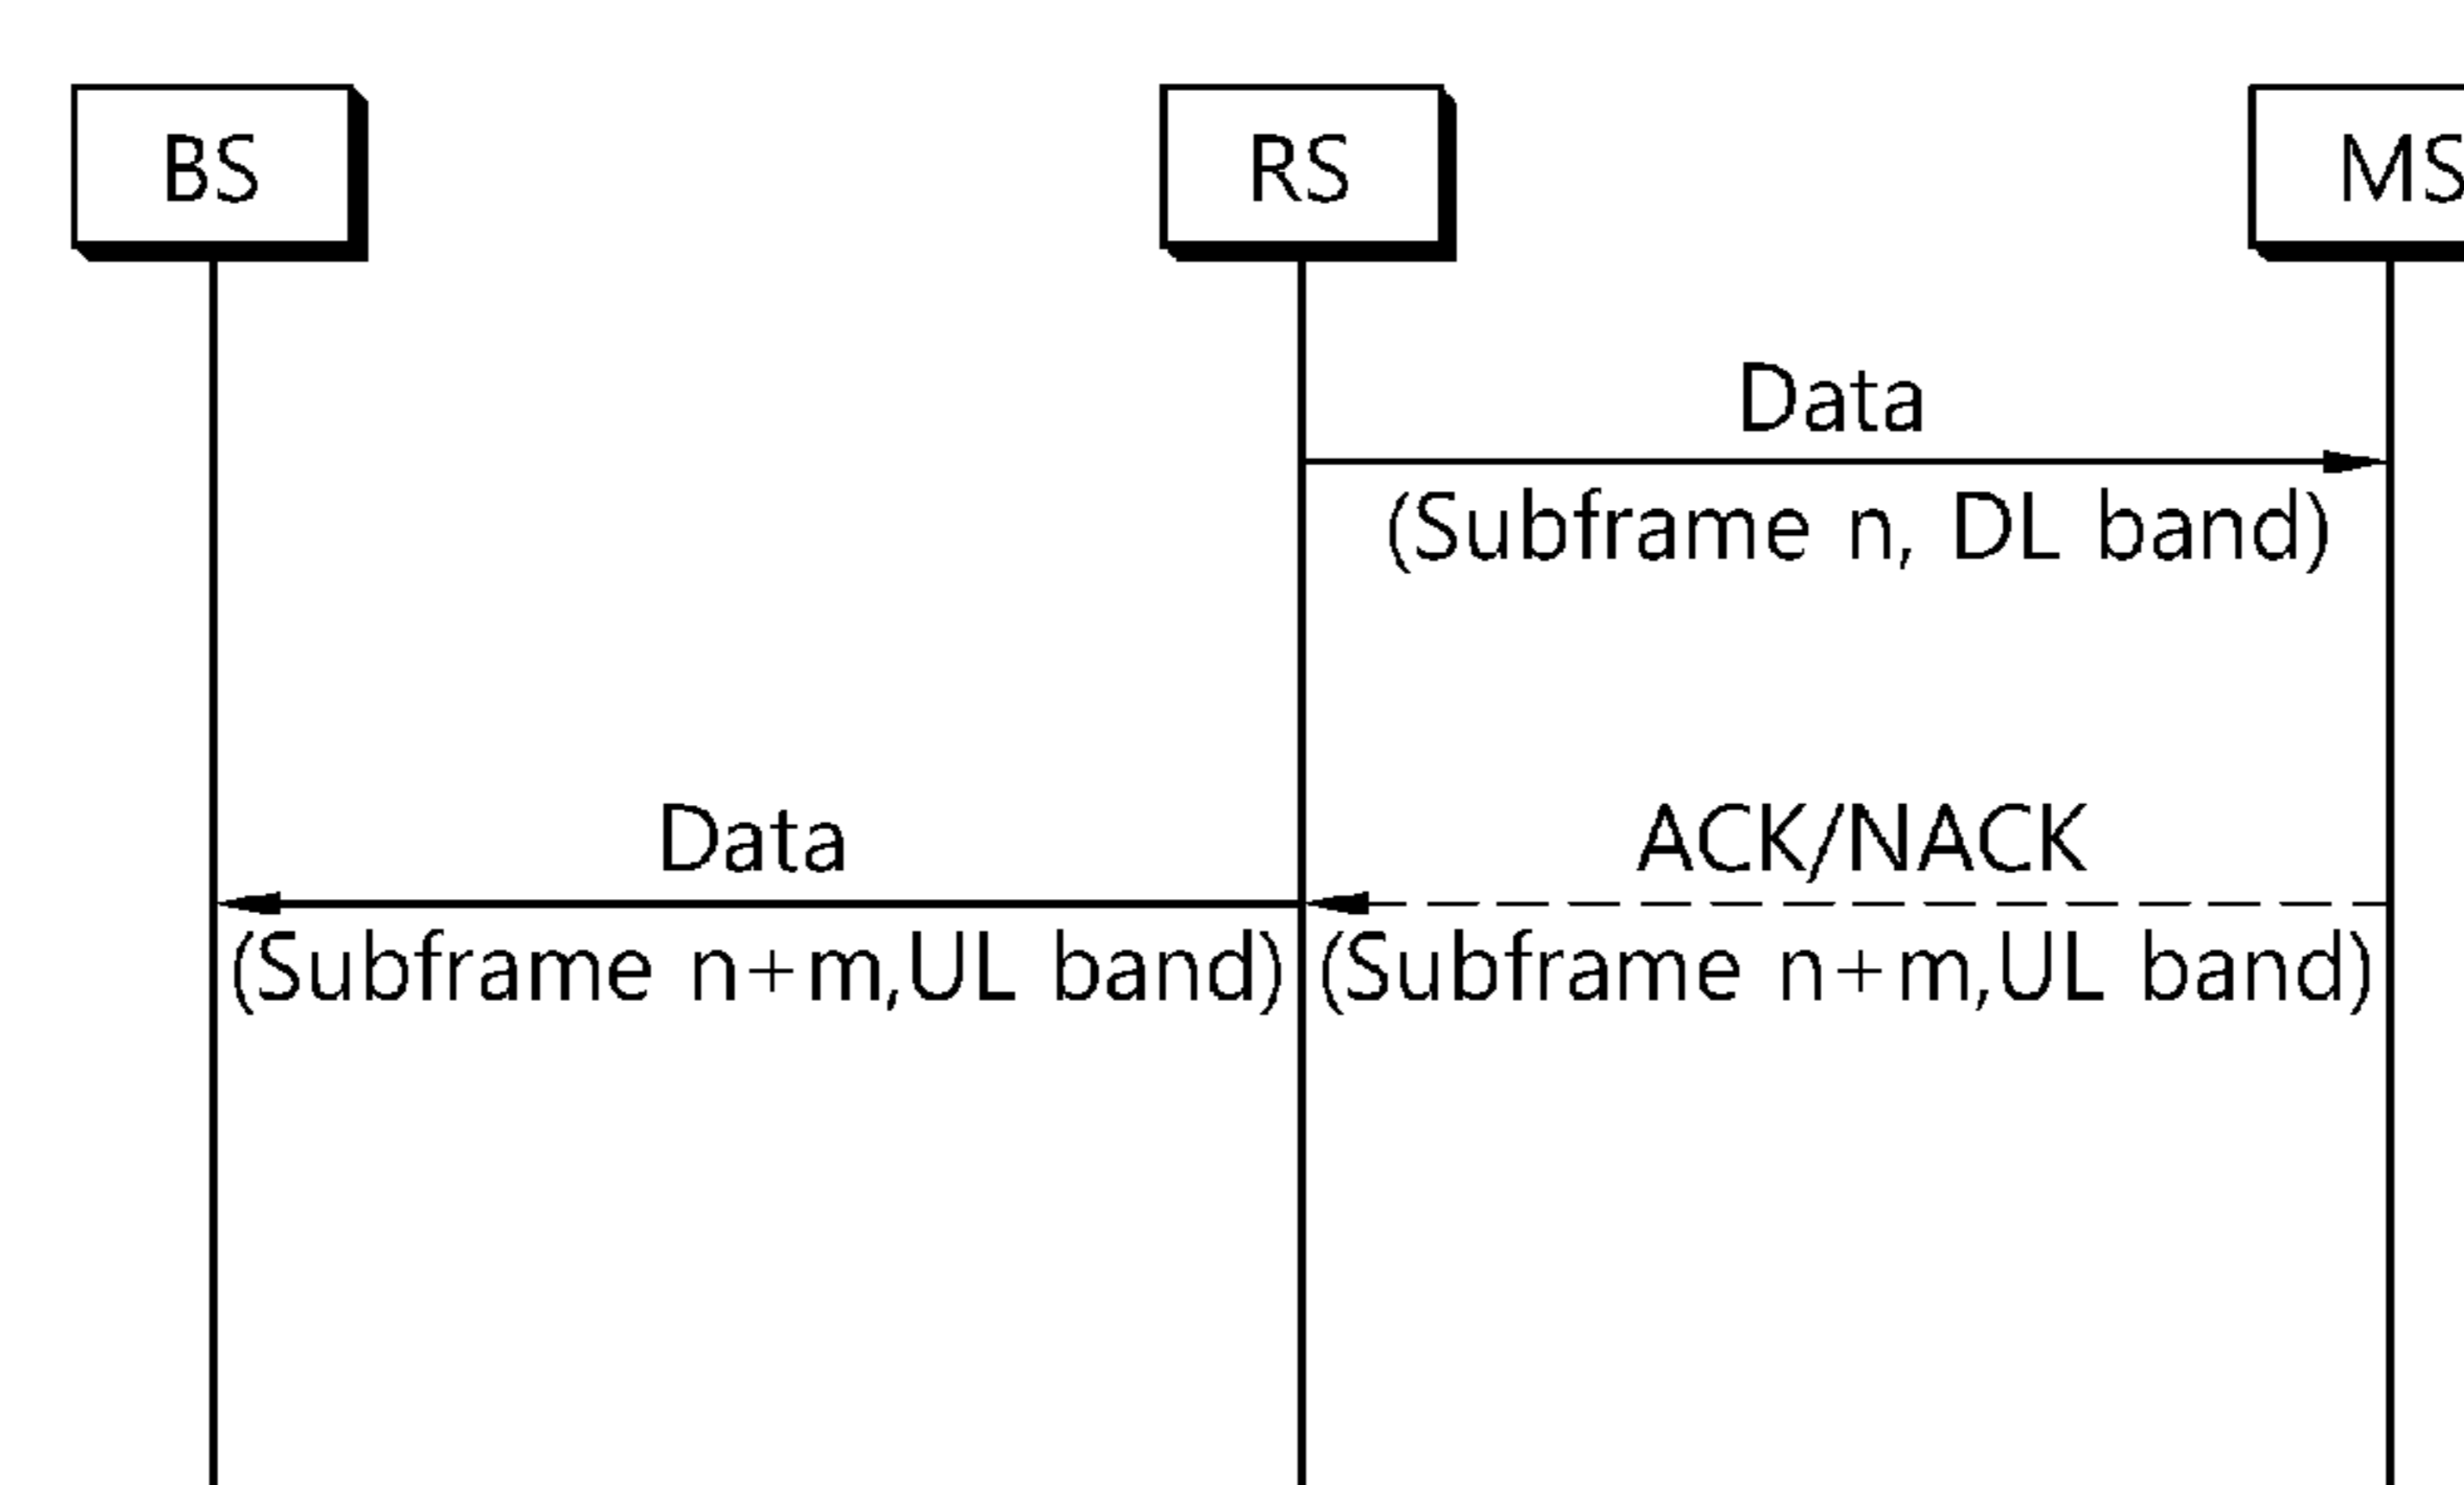 BS
RS
MS
Data
(Subframe n, DL band)
Data
ACK/NACK
(Subframe n+m,UL band)
(Subframe n+m,UL band)